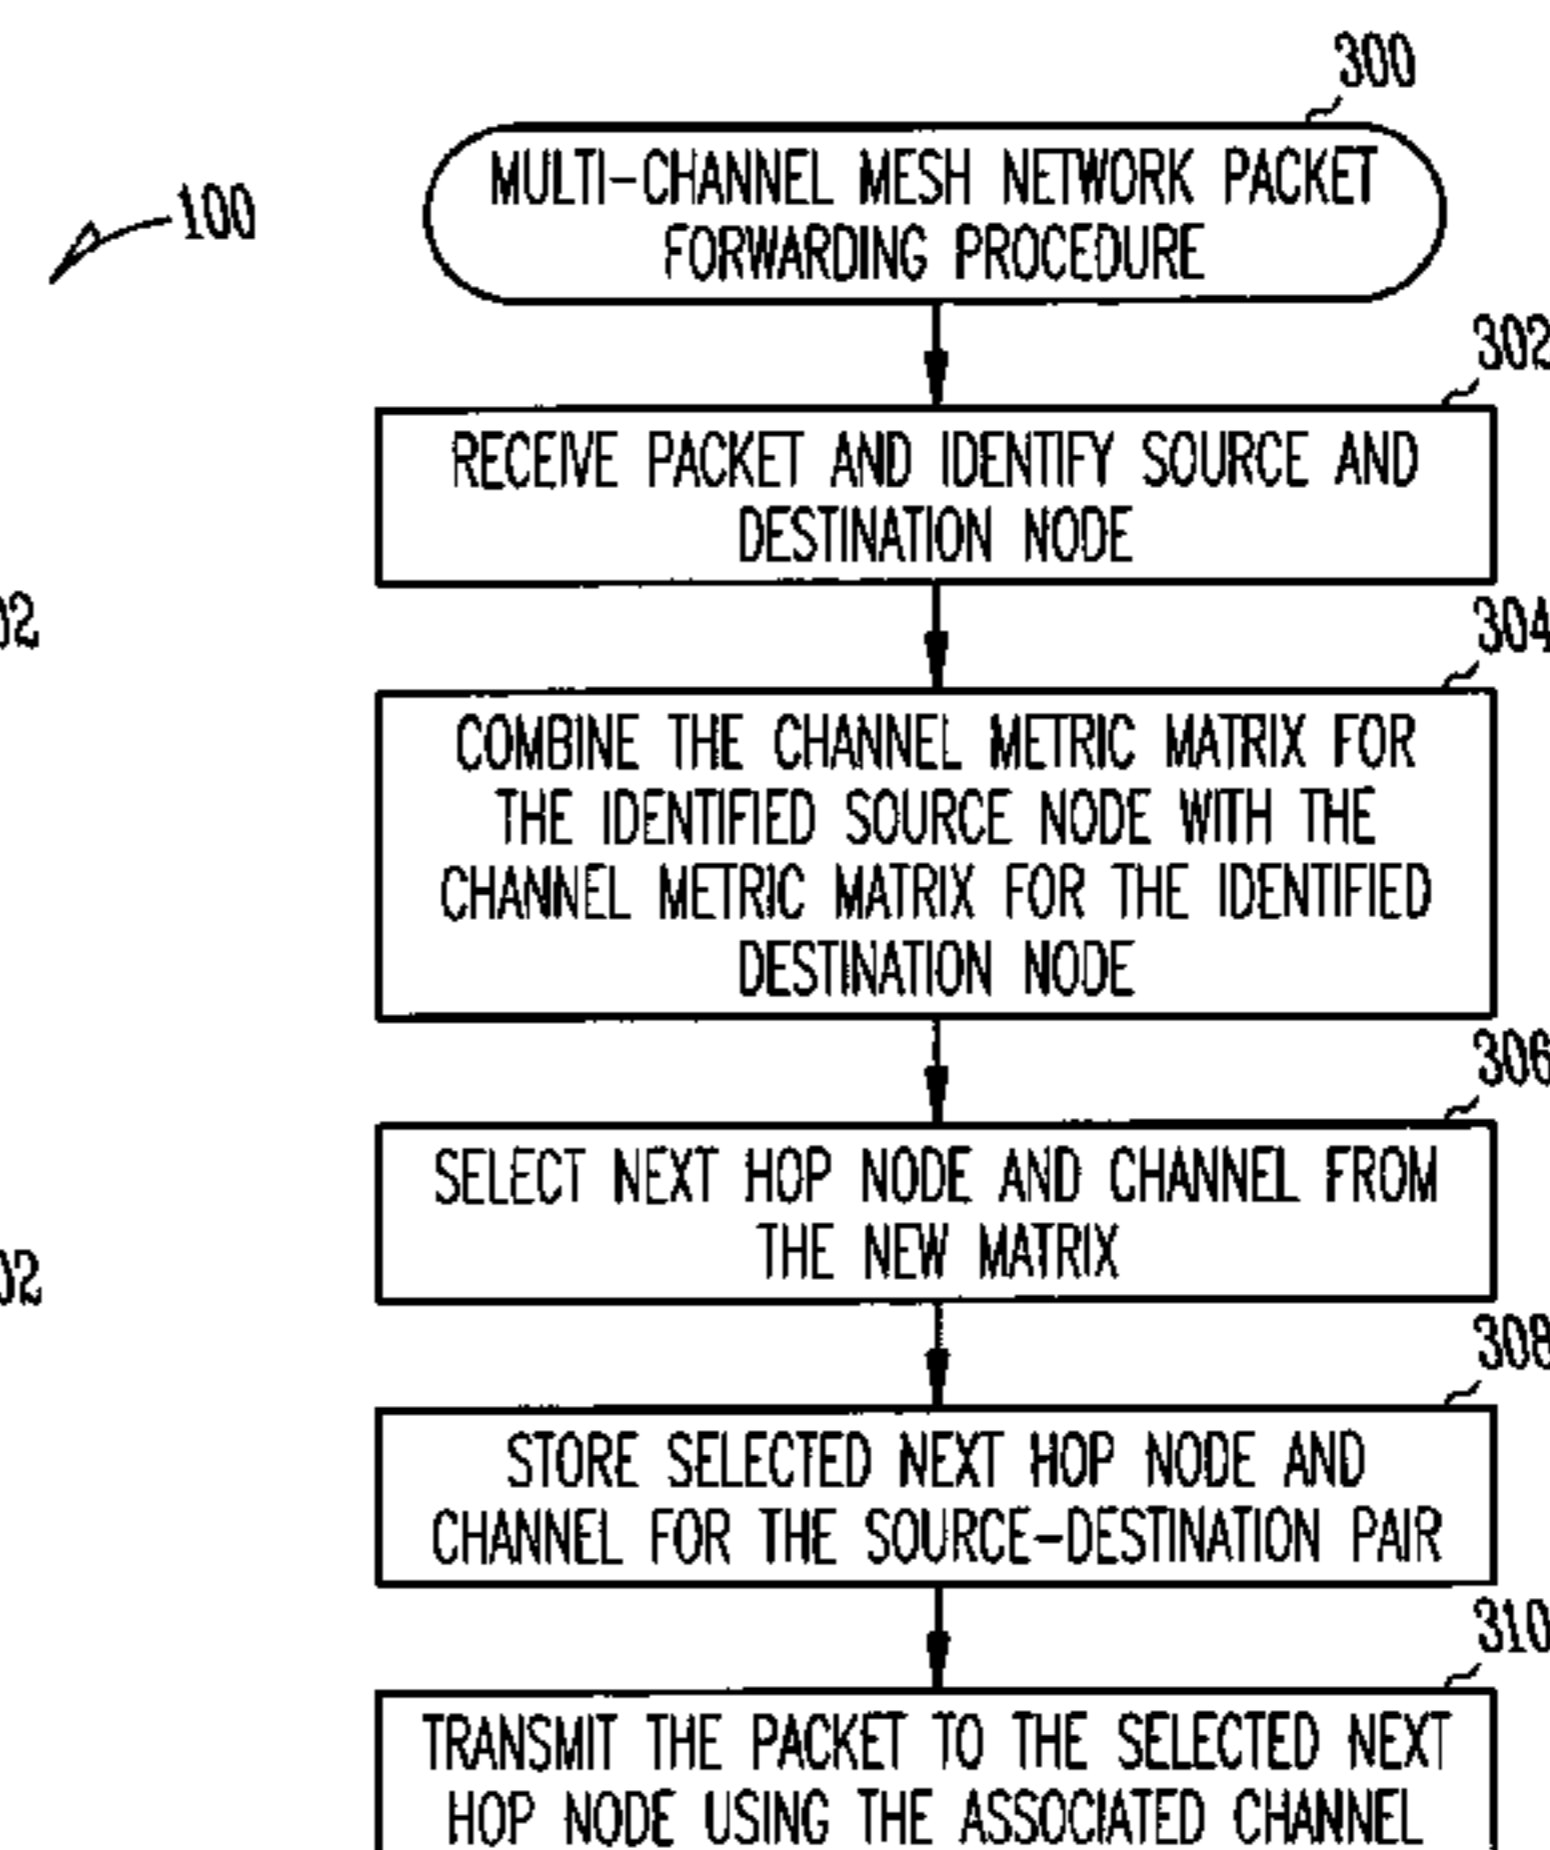 300
MULTI-CHANNEL MESH NETWORK PACKET
FORWARDING PROCEDURE
100
302
RECEIVE PACKET AND IDENTIFY SOURCE AND
DESTINATION NODE
02
304
COMBINE THE CHANNEL METRIC MATRIX FOR
THE IDENTIFIED SOURCE NODE WITH THE
CHANNEL METRIC MATRIX FOR THE IDENTIFIED
DESTINATION NODE
306
SELECT NEXT HOP NODE AND CHANNEL FROM
THE NEW MATRIX
02
308
STORE SELECTED NEXT HOP NODE AND
CHANNEL FOR THE SOURCE-DESTINATION PAIR
310
TRANSMIT THE PACKET TO THE SELECTED NEXT
HOP NODE USING THE ASSOCIATED CHANNEL